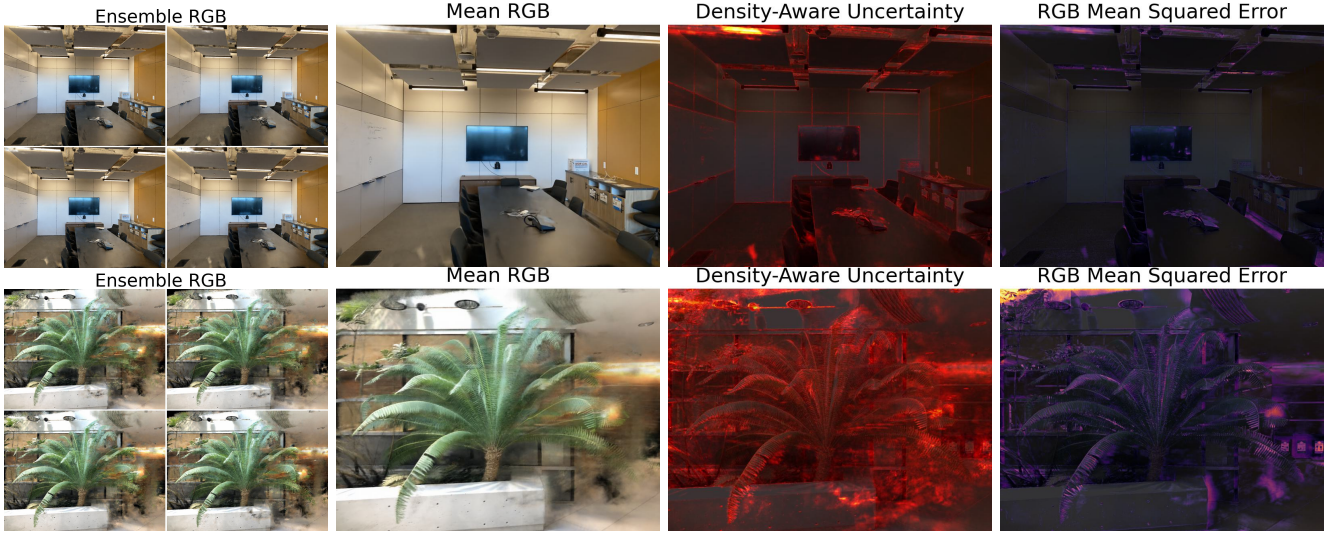 Ensemble RGB
Mean RGB
Density-Aware Uncertainty
RGB Mean Squared Error
Ensemble RGB
Mean RGB
Density-Aware Uncertainty
RGB Mean Squared Error